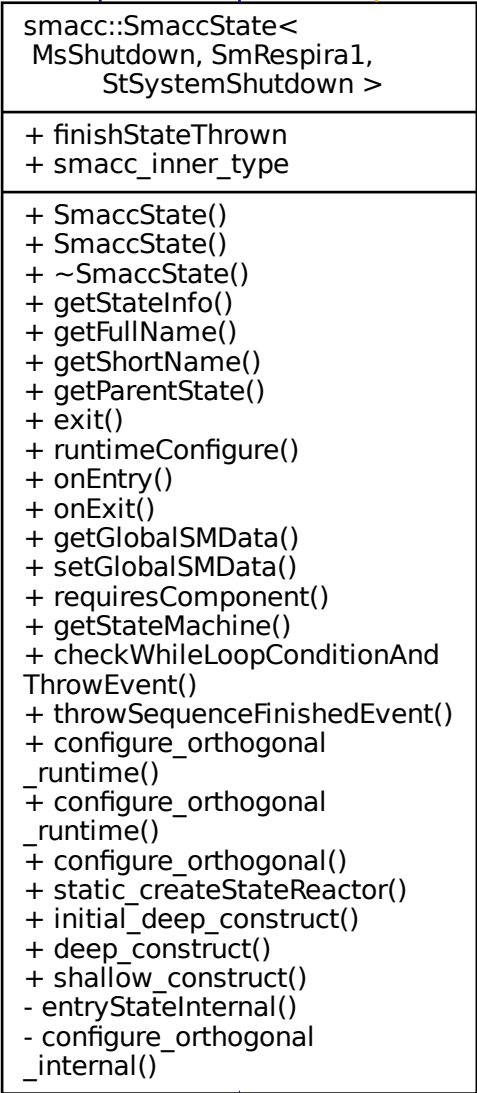 smacc::SmaccState<
MsShutdown, SmRespira1,
StSystemShutdown >
+ finishStateThrown
+ smacc_inner_type
+ SmaccState()
+ SmaccState()
+ ~SmaccState()
+ getStateInfo()
+ getFullName()
+ getShortName()
+ getParentState()
+ exit()
+ runtimeConfigure()
+ onEntry()
+ onExit()
+ getGlobalSMData()
+ setGlobalSMData()
+ requiresComponent()
+ getStateMachine()
+ checkWhileLoopConditionAnd
ThrowEvent()
+ throwSequenceFinishedEvent()
+ configure_orthogonal
_runtime()
+ configure_orthogonal
_runtime()
+ configure_orthogonal()
+ static_createStateReactor()
+ initial_deep_construct()
+ deep_construct()
+ shallow_construct()
- entryStateInternal()
- configure_orthogonal
_internal()